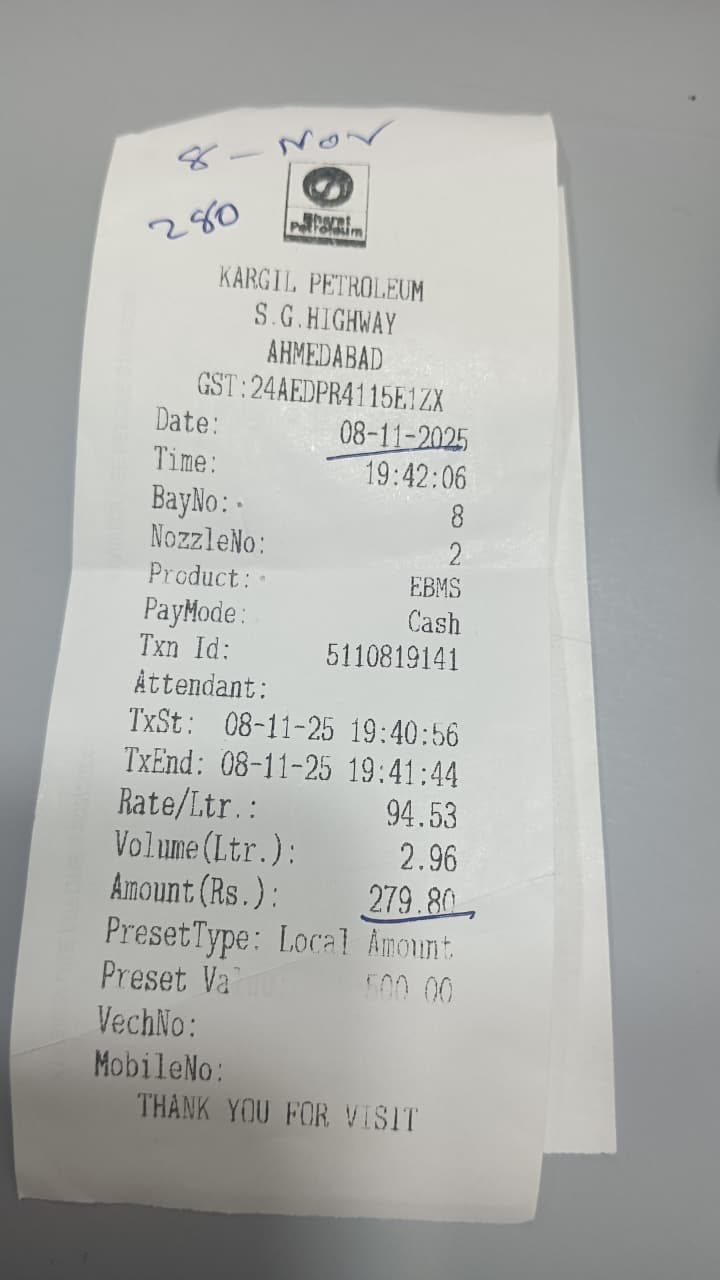 8 - NOV
280
Bharat
Petroleum
KARGIL PETROLEUM
S.G.HIGHWAY
AHMEDABAD
GST:24AEDPR4115E1ZX
Date: 08-11-2025
Time: 19:42:06
BayNo: 8
NozzleNo: 2
Product: EBMS
PayMode: Cash
Txn Id: 5110819141
Attendant:
TxSt: 08-11-25 19:40:56
TxEnd: 08-11-25 19:41:44
Rate/Ltr.: 94.53
Volume(Ltr.): 2.96
Amount(Rs.): 279.80
PresetType: Local Amount
Preset Value: 500.00
VechNo:
MobileNo:
THANK YOU FOR VISIT